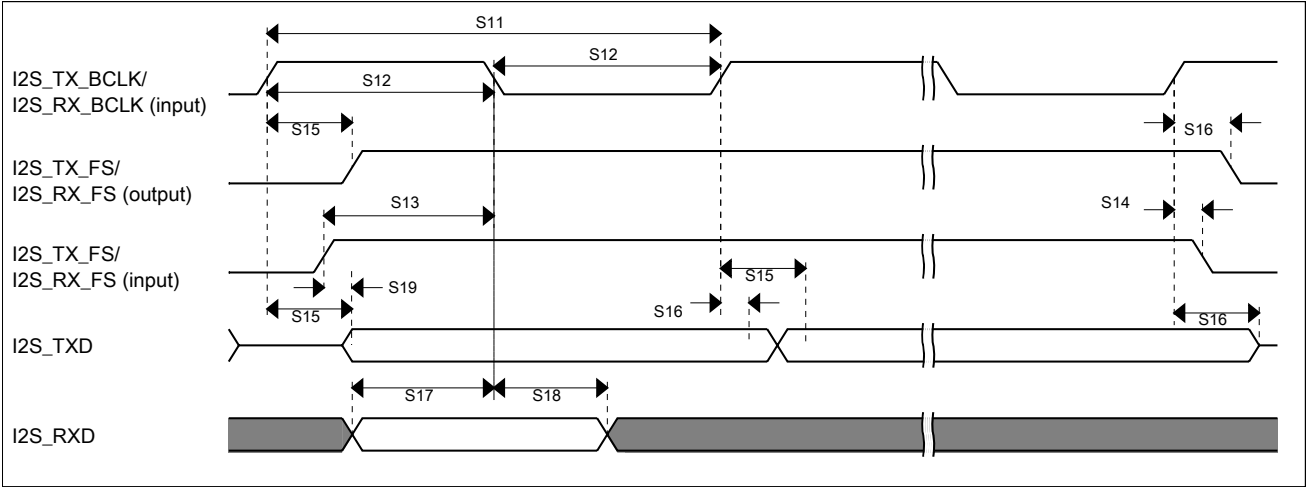 S11
I2S_TX_BCLK/
I2S_RX_BCLK (input)
S12
S12
S15
S16
I2S_TX_FS/
I2S_RX_FS (output)
S13
S14
I2S_TX_FS/
I2S_RX_FS (input)
S19
S15
S15
S16
S16
I2S_TXD
S17
S18
I2S_RXD